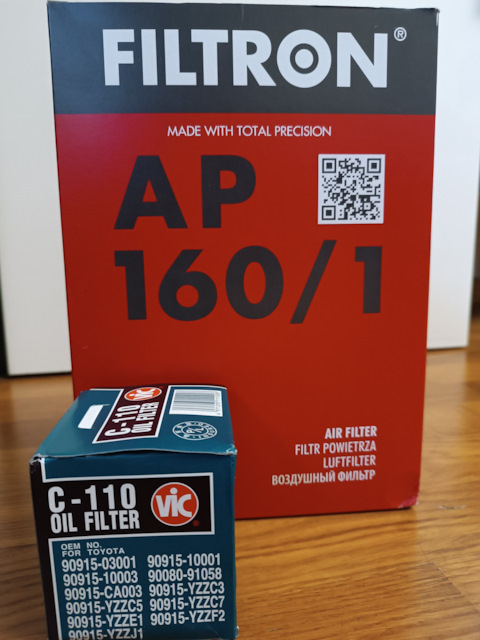 FILTRON®
MADE WITH TOTAL PRECISION
AP
160/1
AIR FILTER
FILTR POWIETRZA
LUFTFILTER
ВОЗДУШНЫЙ ФИЛЬТР
C-110
OIL FILTER
VIC
C-110
OIL FILTER
VIC
OEM NO.
FOR TOYOTA
90915-03001 90915-10001
90915-10003 90080-91058
90915-CA003 90915-YZZC3
90915-YZZC5 90915-YZZC7
90915-YZZE1 90915-YZZF2
90915-YZZJ1